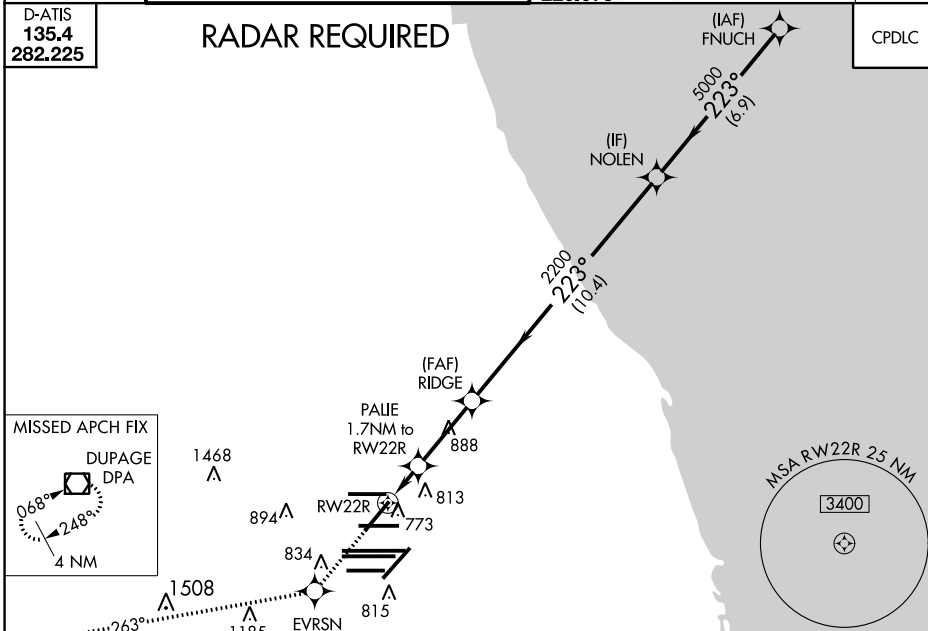 D-ATIS
135.4
282.225
RADAR REQUIRED
(IAF)
FNUCH
CPDLC
5000
223°
(6.9)
(IF)
NOLEN
2200
223°
(10.4)
(FAF)
RIDGE
PALIE
1.7NM to
RW22R
888
MISSED APCH FIX
DUPAGE
DPA
068°
248°
4 NM
1468
813
894
RW22R
773
MSA RW22R 25 NM
3400
834
815
1508
263°
EVRSN